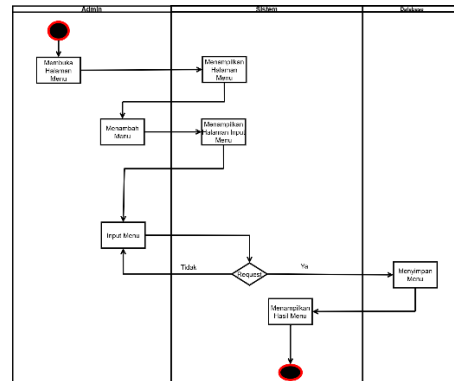 Admin
Sistem
Database
Membuka
Halaman
Menu
Menampilkan
Halaman
Menu
Menambah
Menu
Menampilkan
Halaman Input
Menu
Input Menu
Request
Tidak
Ya
Menyimpan
Menu
Menampilkan
Hasil Menu